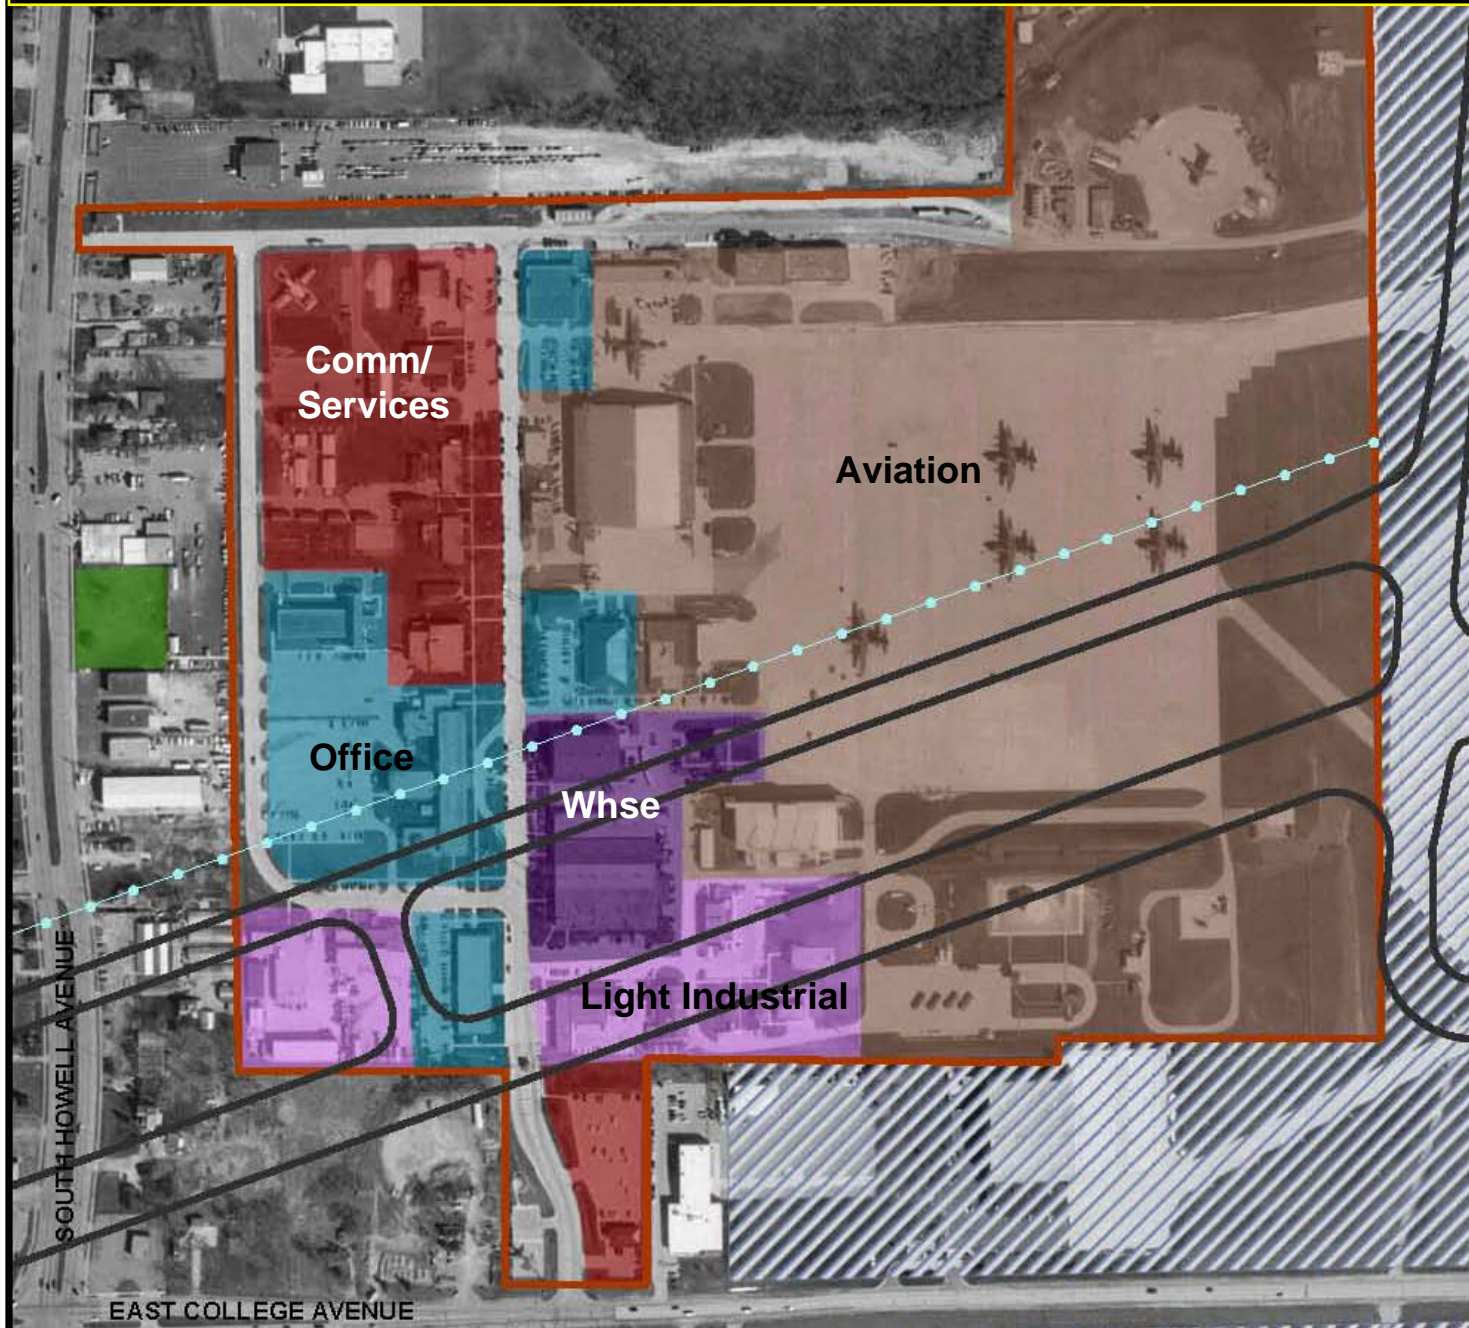 Comm/
Services
Aviation
Office
Whse
Light Industrial
SOUTH HOWELL AVENUE
EAST COLLEGE AVENUE